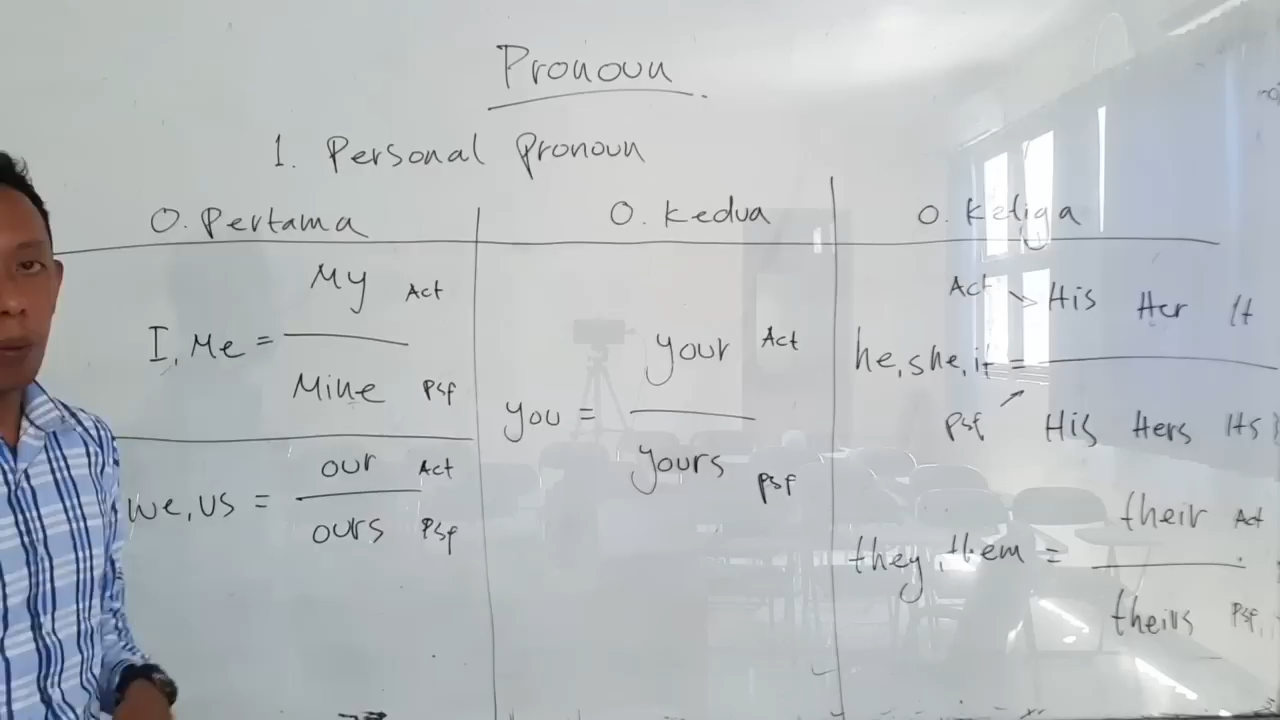 Pronoun
1. Personal Pronoun
O. Pertama
My Act
I, Me =
Mine Psf
our Act
we, us =
ours Psf
O. Kedua
your Act
you =
yours Psf
O. Ketiga
Act > His Her It
he, she, it =
Psf His Hers Its
their Act
they, them =
theirs Psf